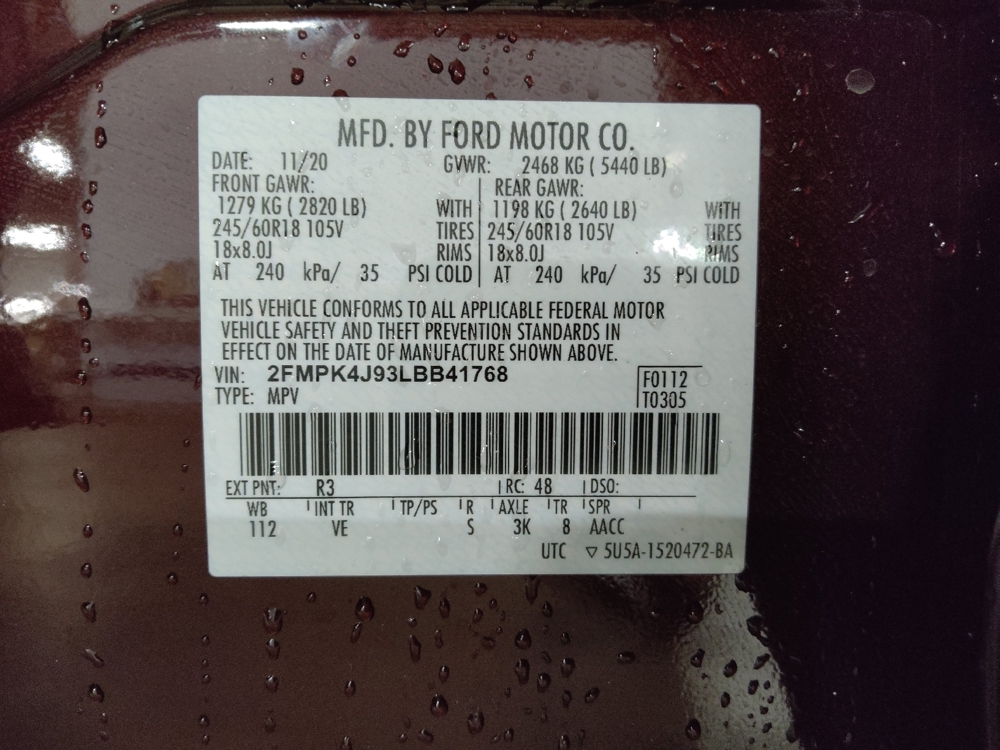 MFD. BY FORD MOTOR CO.
DATE: 11/20 GVWR: 2468 KG ( 5440 LB)
FRONT GAWR: REAR GAWR:
1279 KG ( 2820 LB) WITH 1198 KG ( 2640 LB) WITH
245/60R18 105V TIRES 245/60R18 105V TIRES
18x8.0J RIMS 18x8.0J RIMS
AT 240 kPa/ 35 PSI COLD AT 240 kPa/ 35 PSI COLD
THIS VEHICLE CONFORMS TO ALL APPLICABLE FEDERAL MOTOR
VEHICLE SAFETY AND THEFT PREVENTION STANDARDS IN
EFFECT ON THE DATE OF MANUFACTURE SHOWN ABOVE.
VIN: 2FMPK4J93LBB41768 F0112
TYPE: MPV T0305
EXT PNT: R3 RC: 48 DSO:
WB INT TR TP/PS R AXLE TR SPR
112 VE S 3K 8 AACC
UTC ▽ 5U5A-1520472-BA